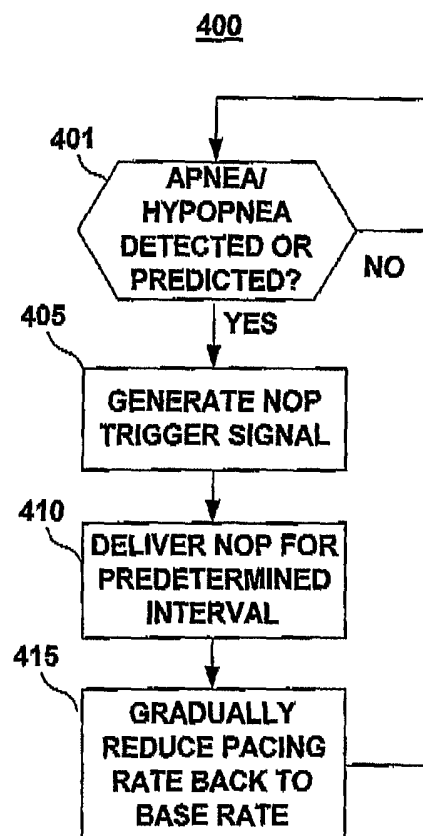 400
401
APNEA/
HYPOPNEA
DETECTED OR
PREDICTED?
NO
YES
405
GENERATE NOP
TRIGGER SIGNAL
410
DELIVER NOP FOR
PREDETERMINED
INTERVAL
415
GRADUALLY
REDUCE PACING
RATE BACK TO
BASE RATE